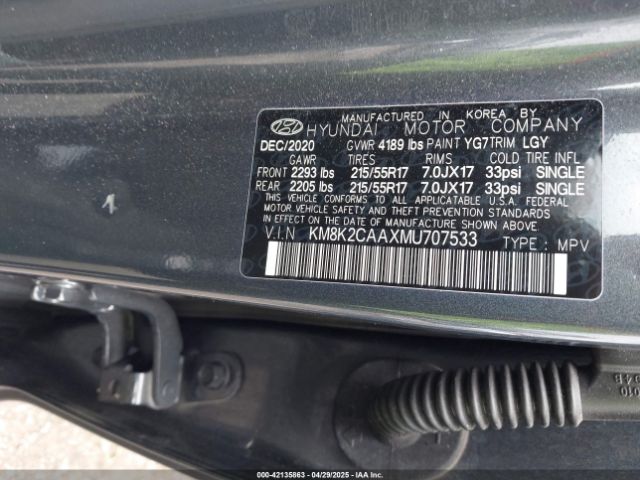 MANUFACTURED IN KOREA BY
HYUNDAI MOTOR COMPANY
DEC/2020 GVWR 4189 lbs PAINT YG7 TRIM LGY
GAWR TIRES RIMS COLD TIRE INFL
FRONT 2293 lbs 215/55R17 7.0JX17 33psi SINGLE
REAR 2205 lbs 215/55R17 7.0JX17 33psi SINGLE
THIS VEHICLE CONFORMS TO ALL APPLICABLE U.S.A. FEDERAL
MOTOR VEHICLE SAFETY, BUMPER, AND THEFT PREVENTION
STANDARDS IN EFFECT ON THE DATE OF MANUFACTURE SHOWN ABOVE.
V.I.N KM8K2CAAXMU707533 TYPE : MPV
000-42135863 - 04/29/2025 - IAAI.COM